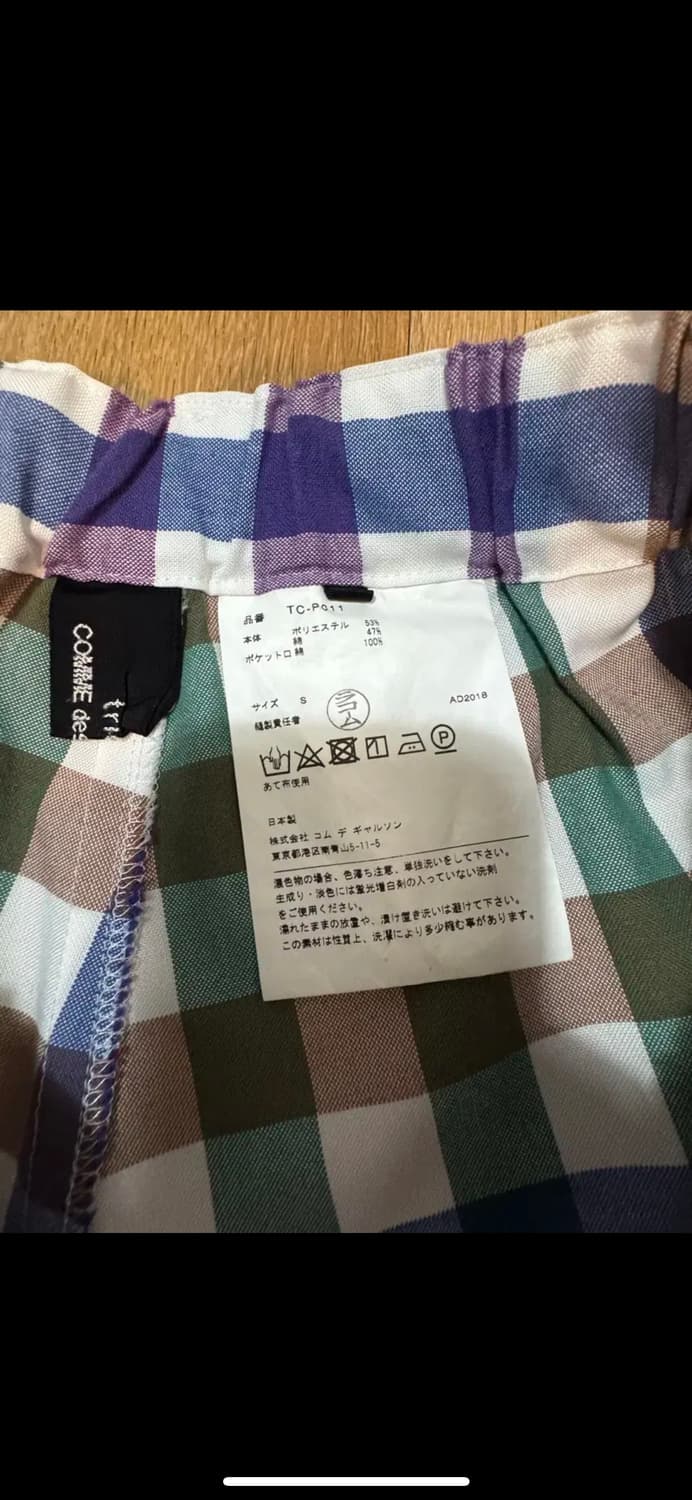 tri
COMME des
品番 TC-P011
本体 ポリエステル 53%
綿 47%
ポケット口 綿 100%
サイズ S
AD2018
縫製責任者
コム
あて布使用
日本製
株式会社 コム デ ギャルソン
東京都港区南青山5-11-5
濃色物の場合、色落ち注意、単独洗いをして下さい。
生成り・淡色には蛍光増白剤の入っていない洗剤
をご使用ください。
濡れたままの放置や、漬け置き洗いは避けて下さい。
この素材は性質上、洗濯により多少縮む事があります。